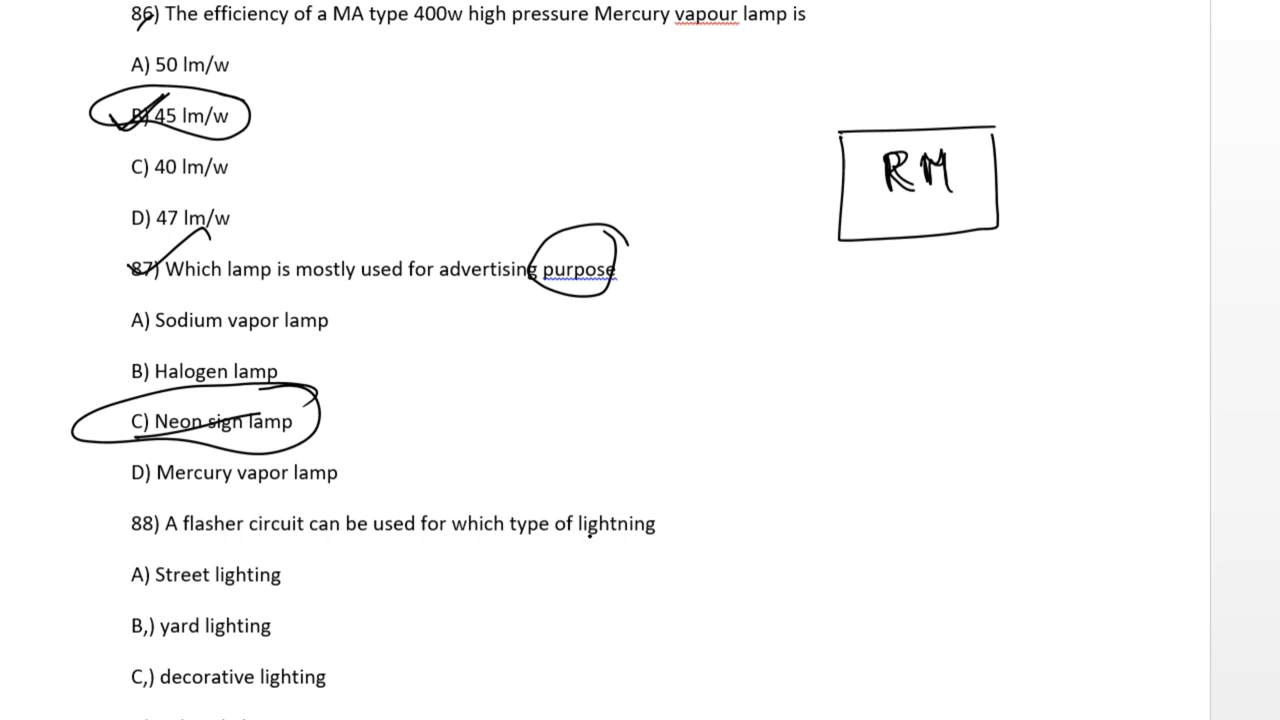 86) The efficiency of a MA type 400w high pressure Mercury vapour lamp is
A) 50 lm/w
B) 45 lm/w
C) 40 lm/w
D) 47 lm/w
RM
87) Which lamp is mostly used for advertising purpose
A) Sodium vapor lamp
B) Halogen lamp
C) Neon sign lamp
D) Mercury vapor lamp
88) A flasher circuit can be used for which type of lightning
A) Street lighting
B,) yard lighting
C,) decorative lighting